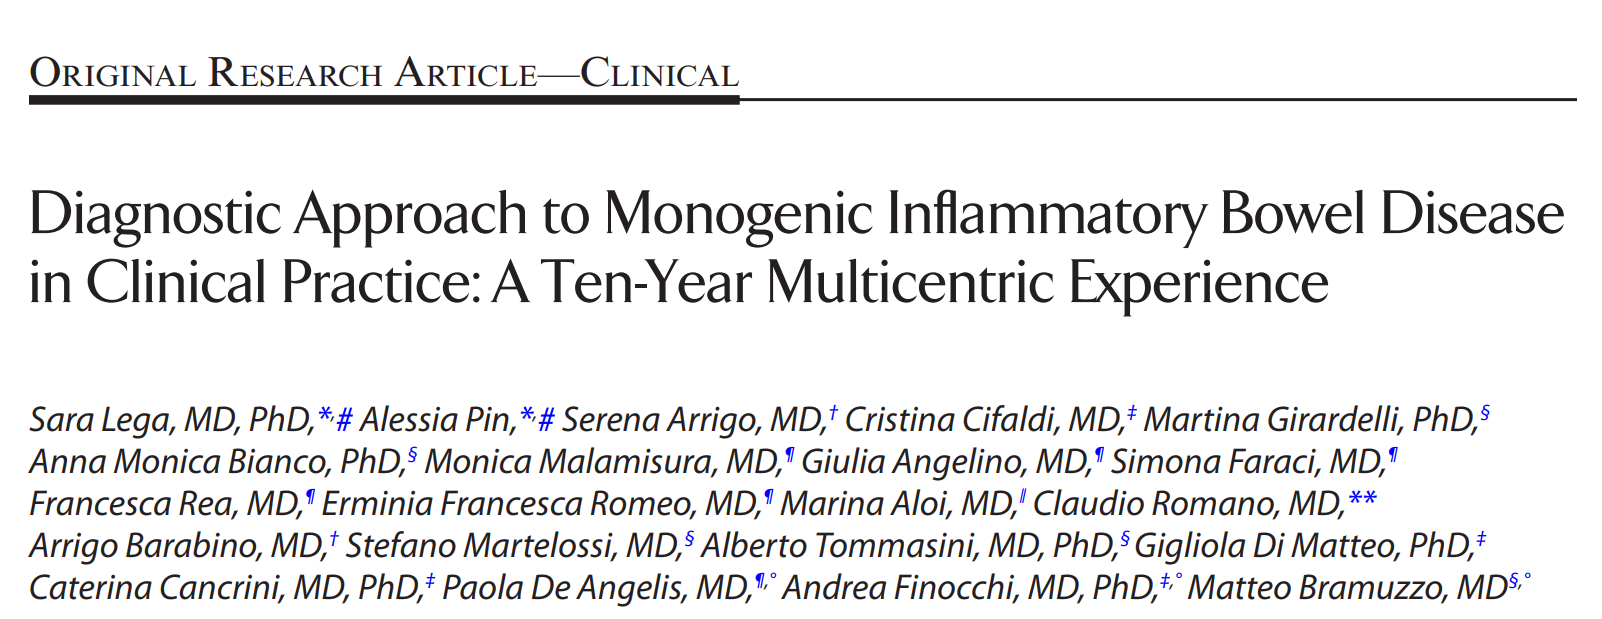 ORIGINAL RESEARCH ARTICLE—CLINICAL
Diagnostic Approach to Monogenic Inflammatory Bowel Disease
in Clinical Practice: A Ten-Year Multicentric Experience
Sara Lega, MD, PhD,*,# Alessia Pin,*,# Serena Arrigo, MD,† Cristina Cifaldi, MD,‡ Martina Girardelli, PhD,§
Anna Monica Bianco, PhD,§ Monica Malamisura, MD,¶ Giulia Angelino, MD,¶ Simona Faraci, MD,¶
Francesca Rea, MD,¶ Erminia Francesca Romeo, MD,¶ Marina Aloi, MD,‖ Claudio Romano, MD,**
Arrigo Barabino, MD,† Stefano Martelossi, MD,§ Alberto Tommasini, MD, PhD,§ Gigliola Di Matteo, PhD,‡
Caterina Cancrini, MD, PhD,‡ Paola De Angelis, MD,¶,° Andrea Finocchi, MD, PhD,‡,° Matteo Bramuzzo, MD§,°